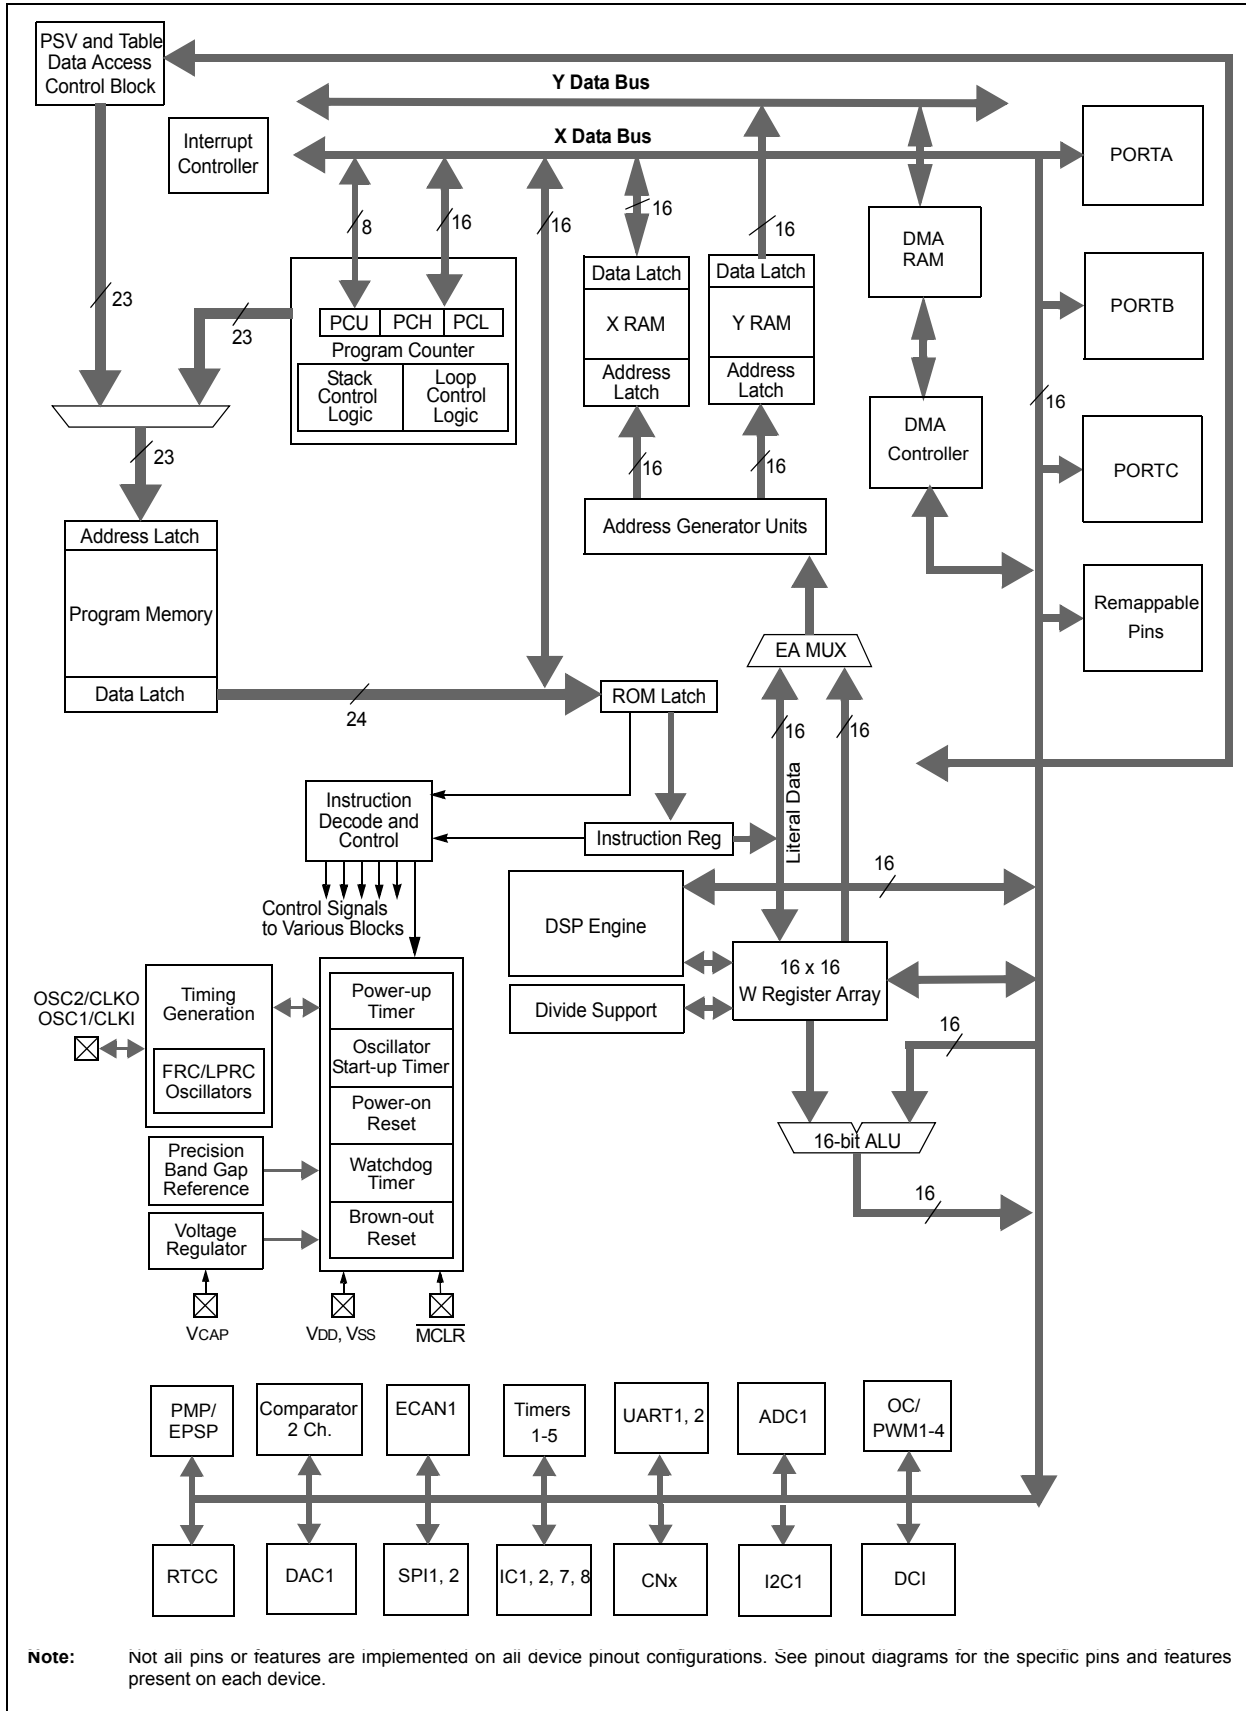 PSV and Table
Data Access
Control Block
Y Data Bus
Interrupt
Controller
X Data Bus
PORTA
8
16
16
16
16
DMA
RAM
23
23
Data Latch
Data Latch
PORTB
PCU
PCH
PCL
X RAM
Y RAM
Program Counter
Stack
Control
Logic
Loop
Control
Logic
Address
Latch
Address
Latch
16
23
DMA
Controller
16
16
PORTC
Address Latch
Address Generator Units
Program Memory
Remappable
Pins
EA MUX
Data Latch
24
ROM Latch
16
16
Literal Data
Instruction
Decode and
Control
Instruction Reg
16
Control Signals
to Various Blocks
DSP Engine
16 x 16
W Register Array
Divide Support
OSC2/CLKO
OSC1/CLKI
Timing
Generation
FRC/LPRC
Oscillators
Power-up
Timer
Oscillator
Start-up Timer
Power-on
Reset
Watchdog
Timer
Brown-out
Reset
16
16-bit ALU
16
Precision
Band Gap
Reference
Voltage
Regulator
VCAP
VDD, VSS
MCLR
PMP/
EPSP
Comparator
2 Ch.
ECAN1
Timers
1-5
UART1, 2
ADC1
OC/
PWM1-4
RTCC
DAC1
SPI1, 2
IC1, 2, 7, 8
CNx
I2C1
DCI
Note: Not all pins or features are implemented on all device pinout configurations. See pinout diagrams for the specific pins and features
present on each device.